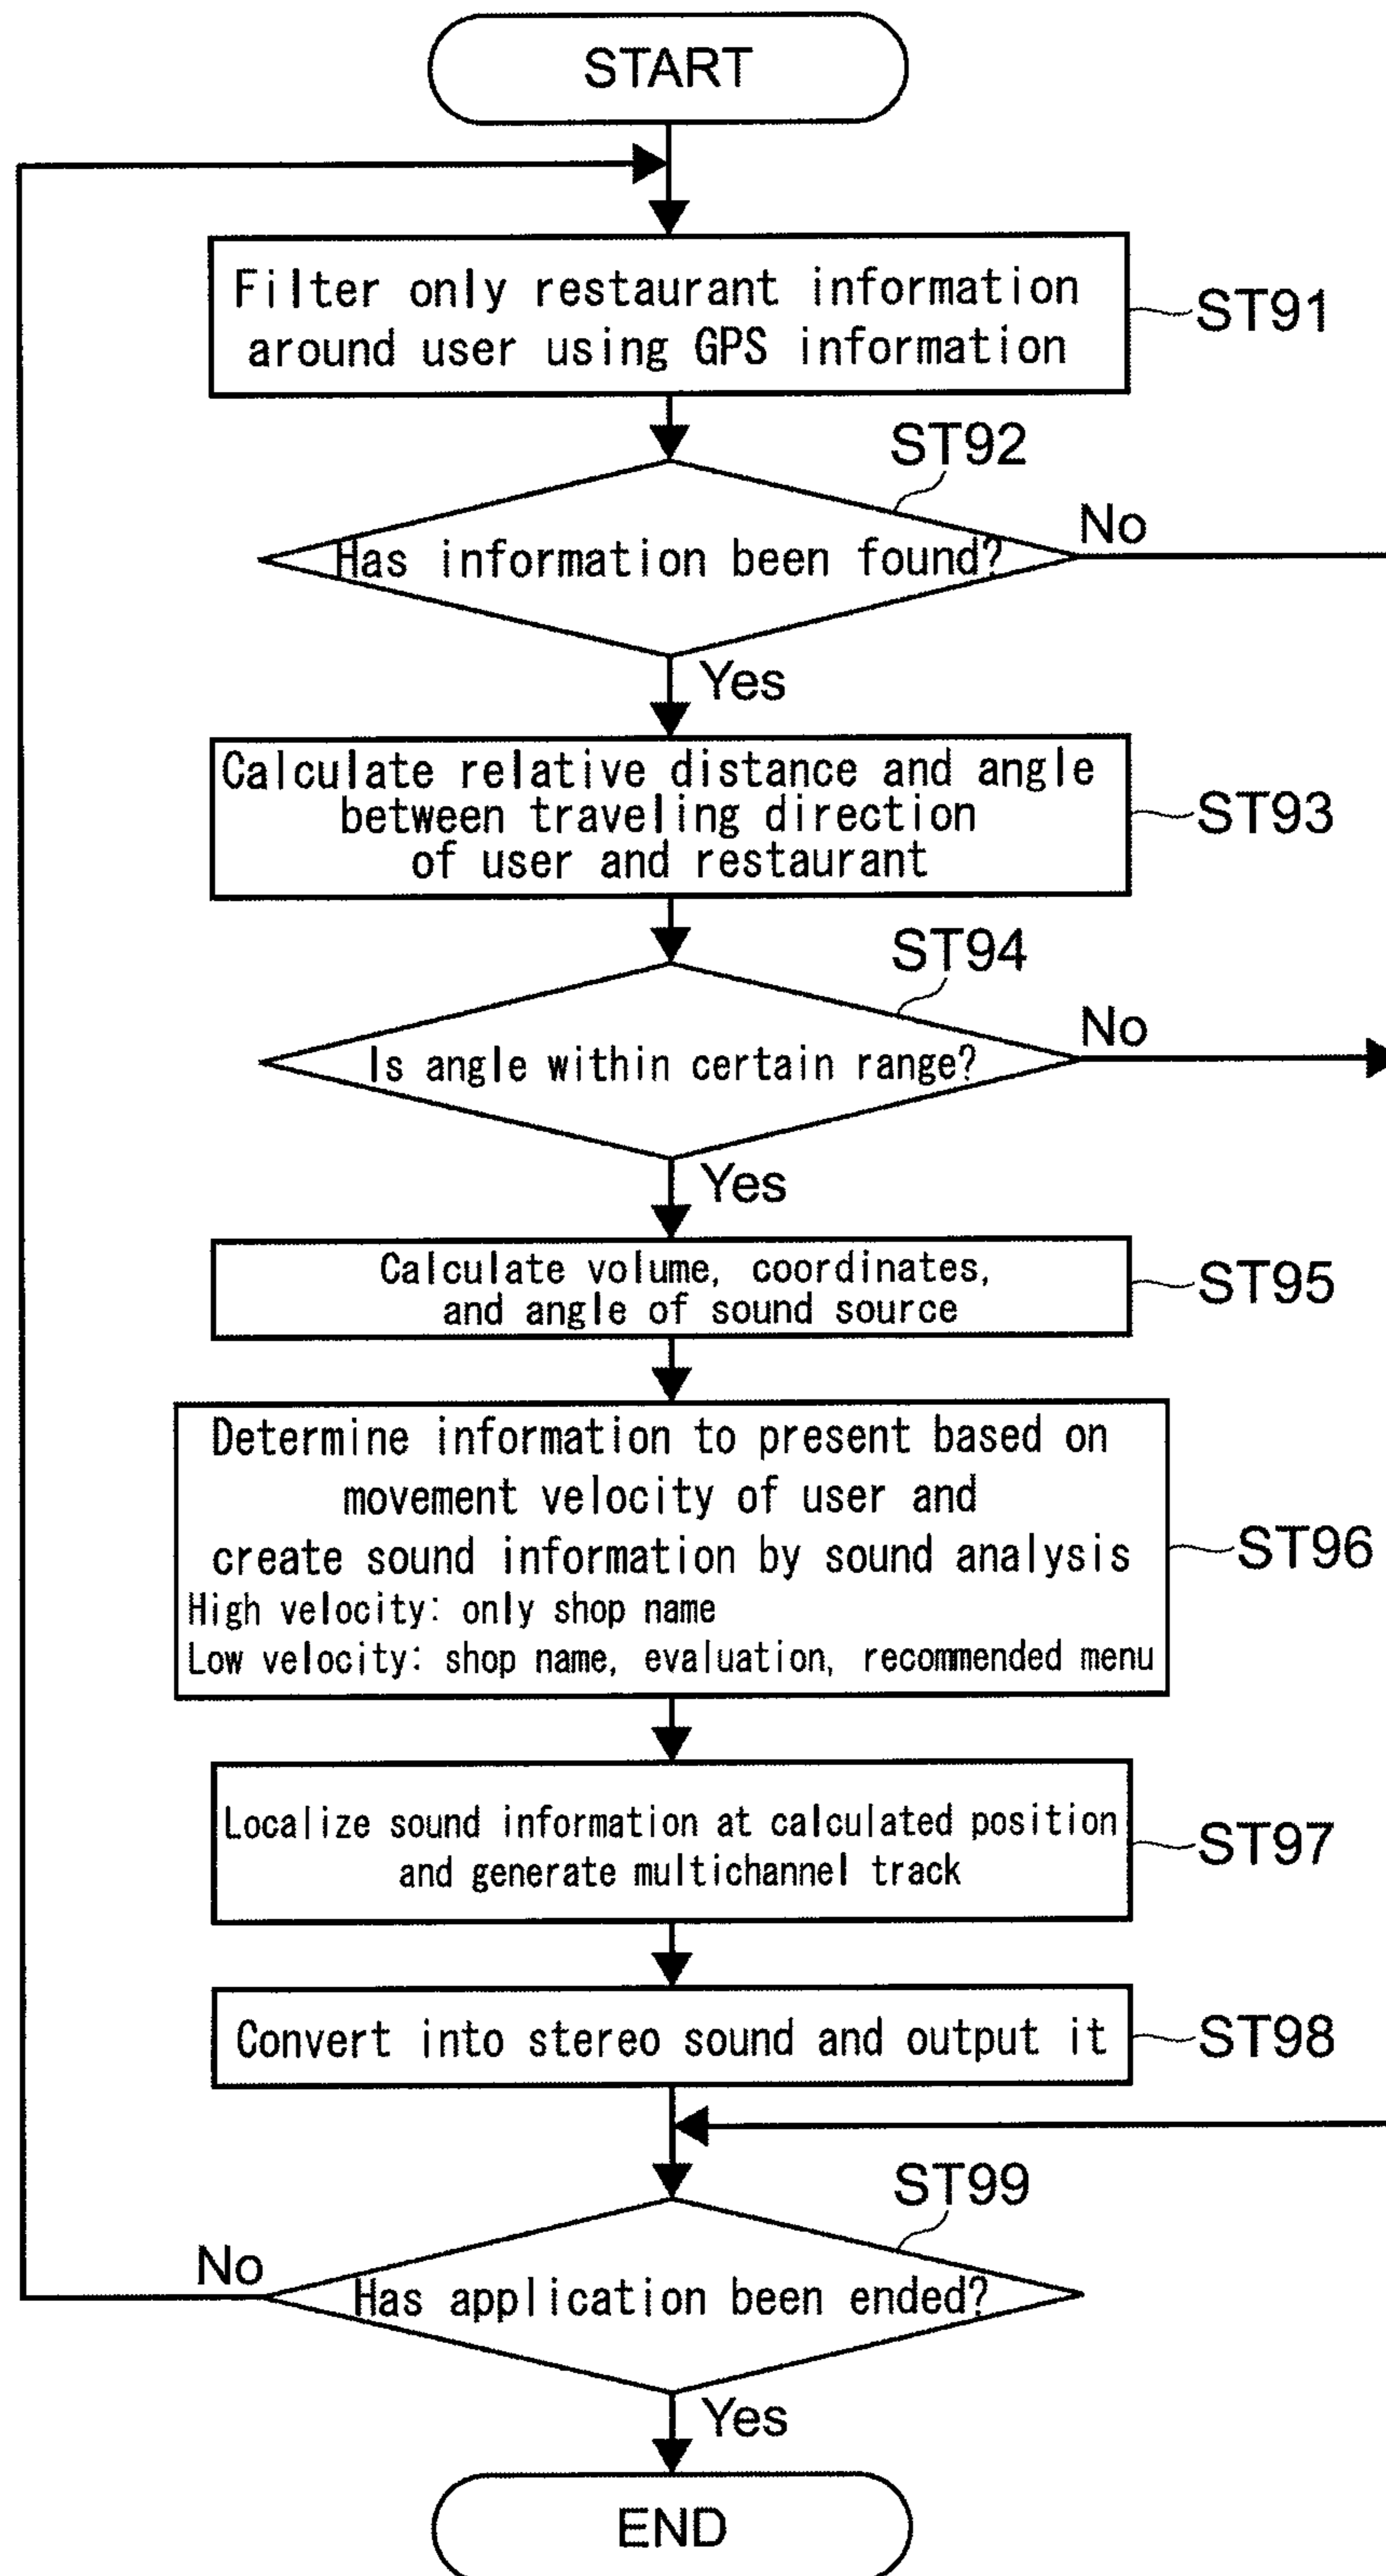 START
Filter only restaurant information
around user using GPS information
ST91
ST92
Has information been found?
No
Yes
Calculate relative distance and angle
between traveling direction
of user and restaurant
ST93
ST94
Is angle within certain range?
No
Yes
Calculate volume, coordinates,
and angle of sound source
ST95
Determine information to present based on
movement velocity of user and
create sound information by sound analysis
High velocity: only shop name
Low velocity: shop name, evaluation, recommended menu
ST96
Localize sound information at calculated position
and generate multichannel track
ST97
Convert into stereo sound and output it
ST98
ST99
Has application been ended?
No
Yes
END